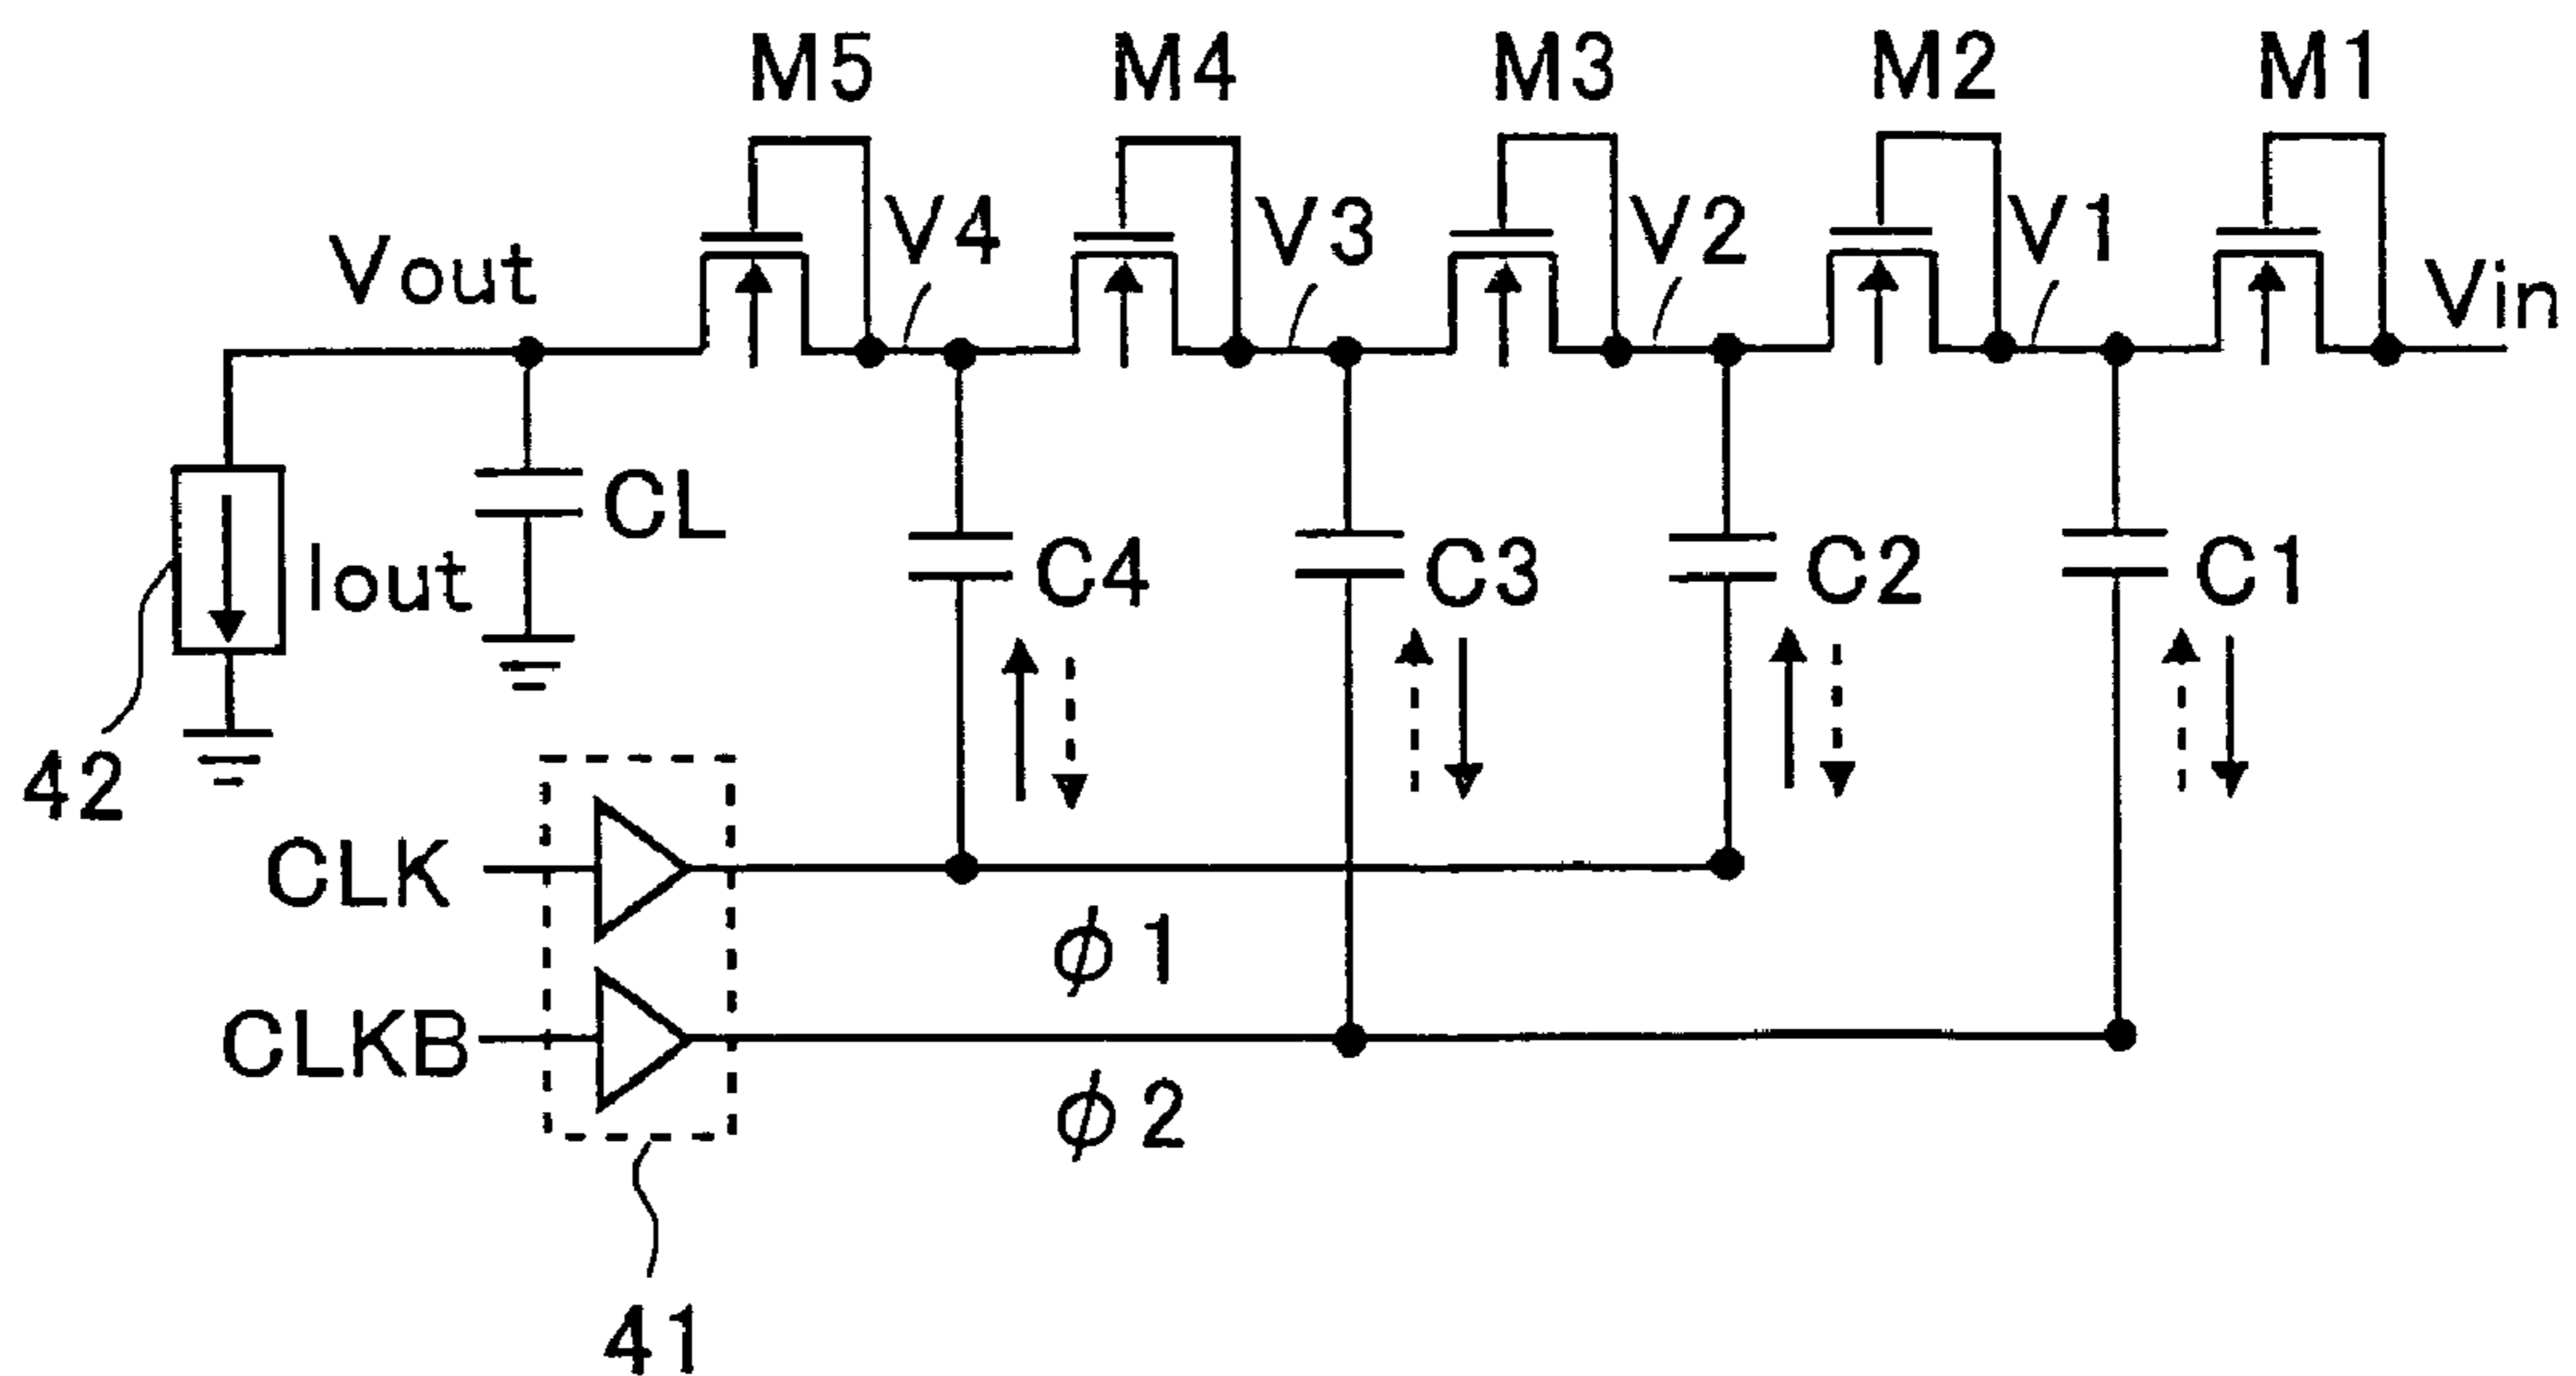 M5 M4 M3 M2 M1
Vout V4 V3 V2 V1 Vin
CL C4 C3 C2 C1
Iout
42
CLK
ϕ1
CLKB
ϕ2
41